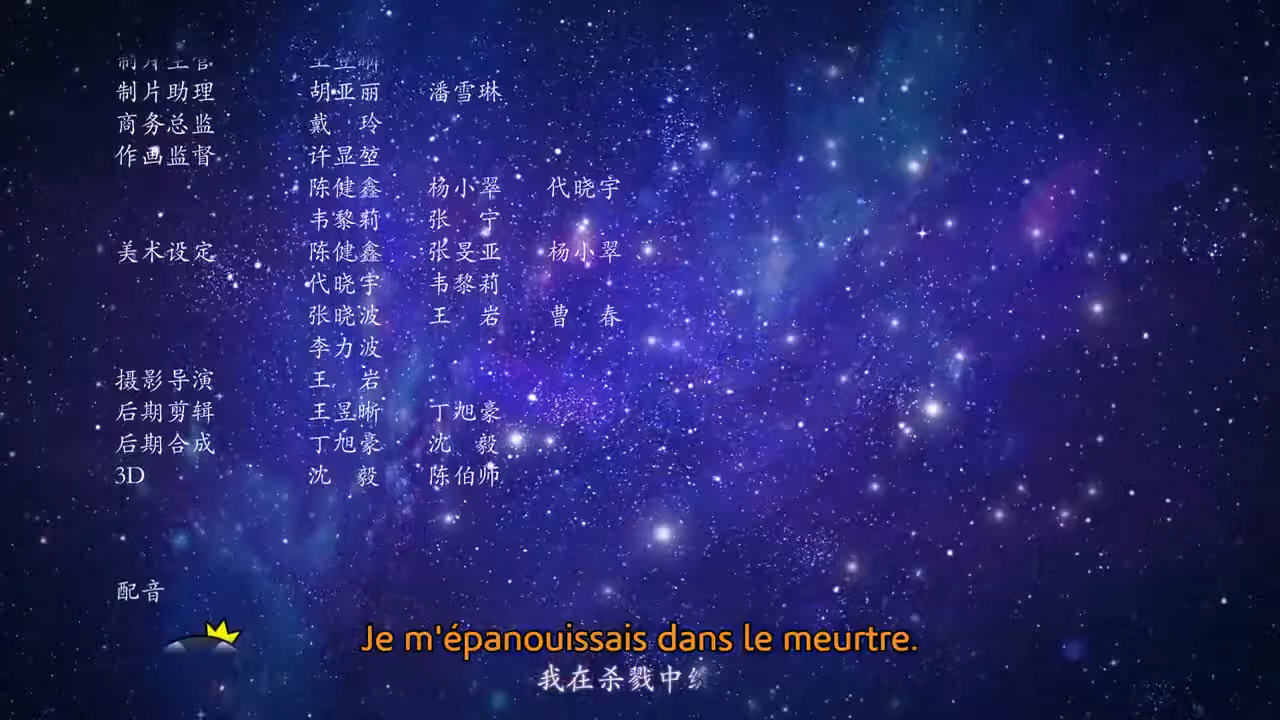 制片助理 胡亚丽 潘雪琳
商务总监 戴 玲
作画监督 许显堃
陈健鑫 杨小翠 代晓宇
韦黎莉 张 宁
美术设定 陈健鑫 张旻亚 杨小翠
代晓宇 韦黎莉
张晓波 王 岩 曹 春
李力波
摄影导演 王 岩
后期剪辑 王昱晰 丁旭豪
后期合成 丁旭豪 沈 毅
3D 沈 毅 陈伯师
配音
Je m'épanouissais dans le meurtre.
我在杀戮中